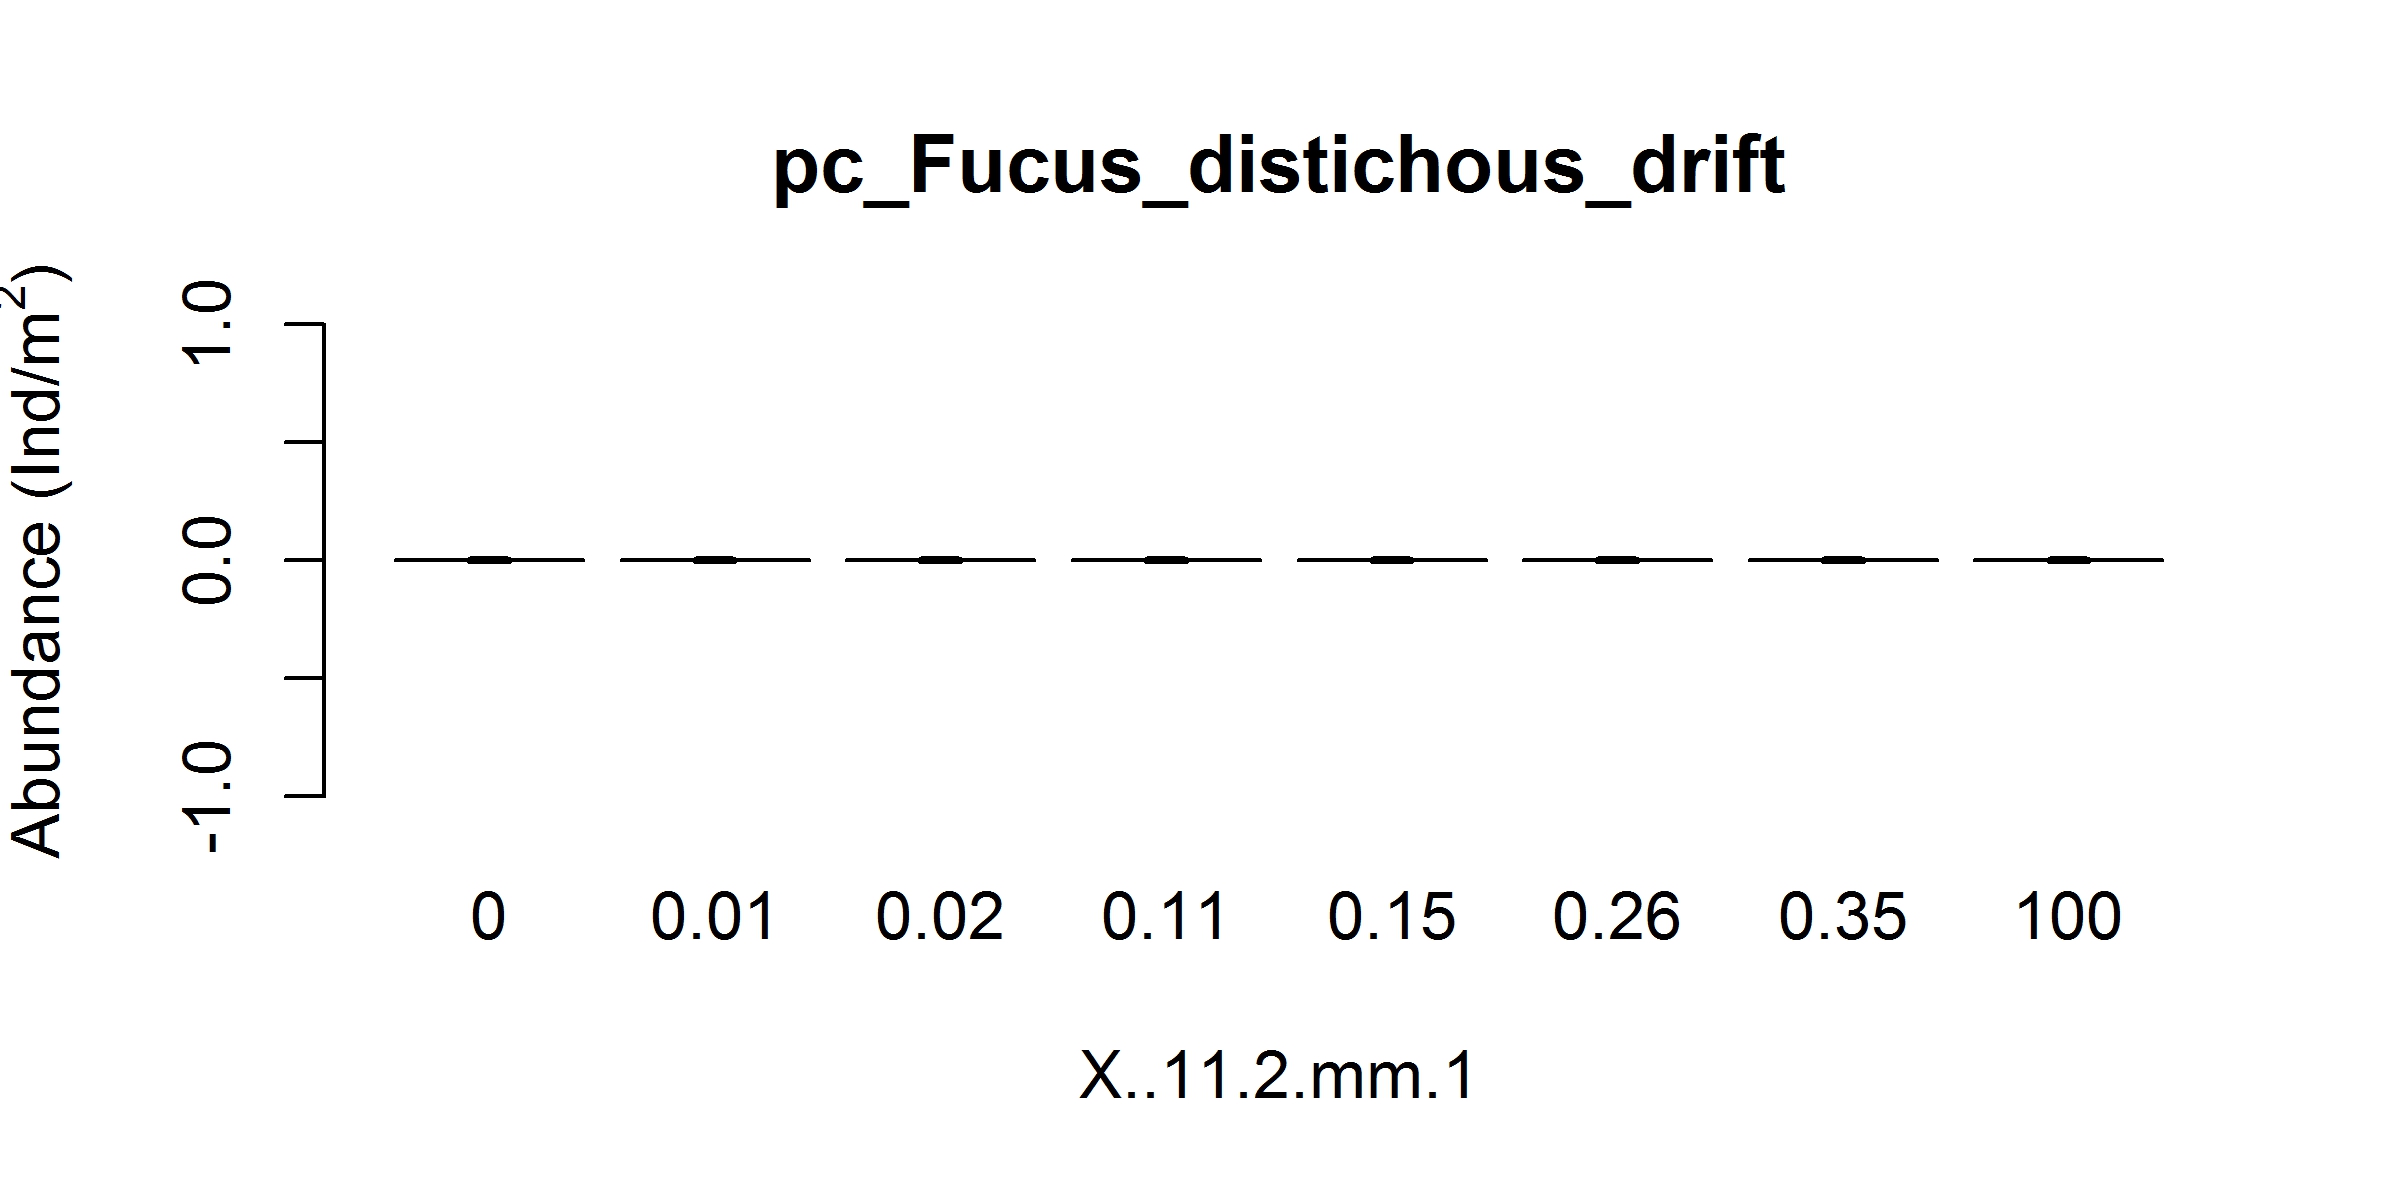 pc_Fucus_distichous_drift
Abundance (Ind/m²)
1.0
0.0
-1.0
0 0.01 0.02 0.11 0.15 0.26 0.35 100
X..11.2.mm.1